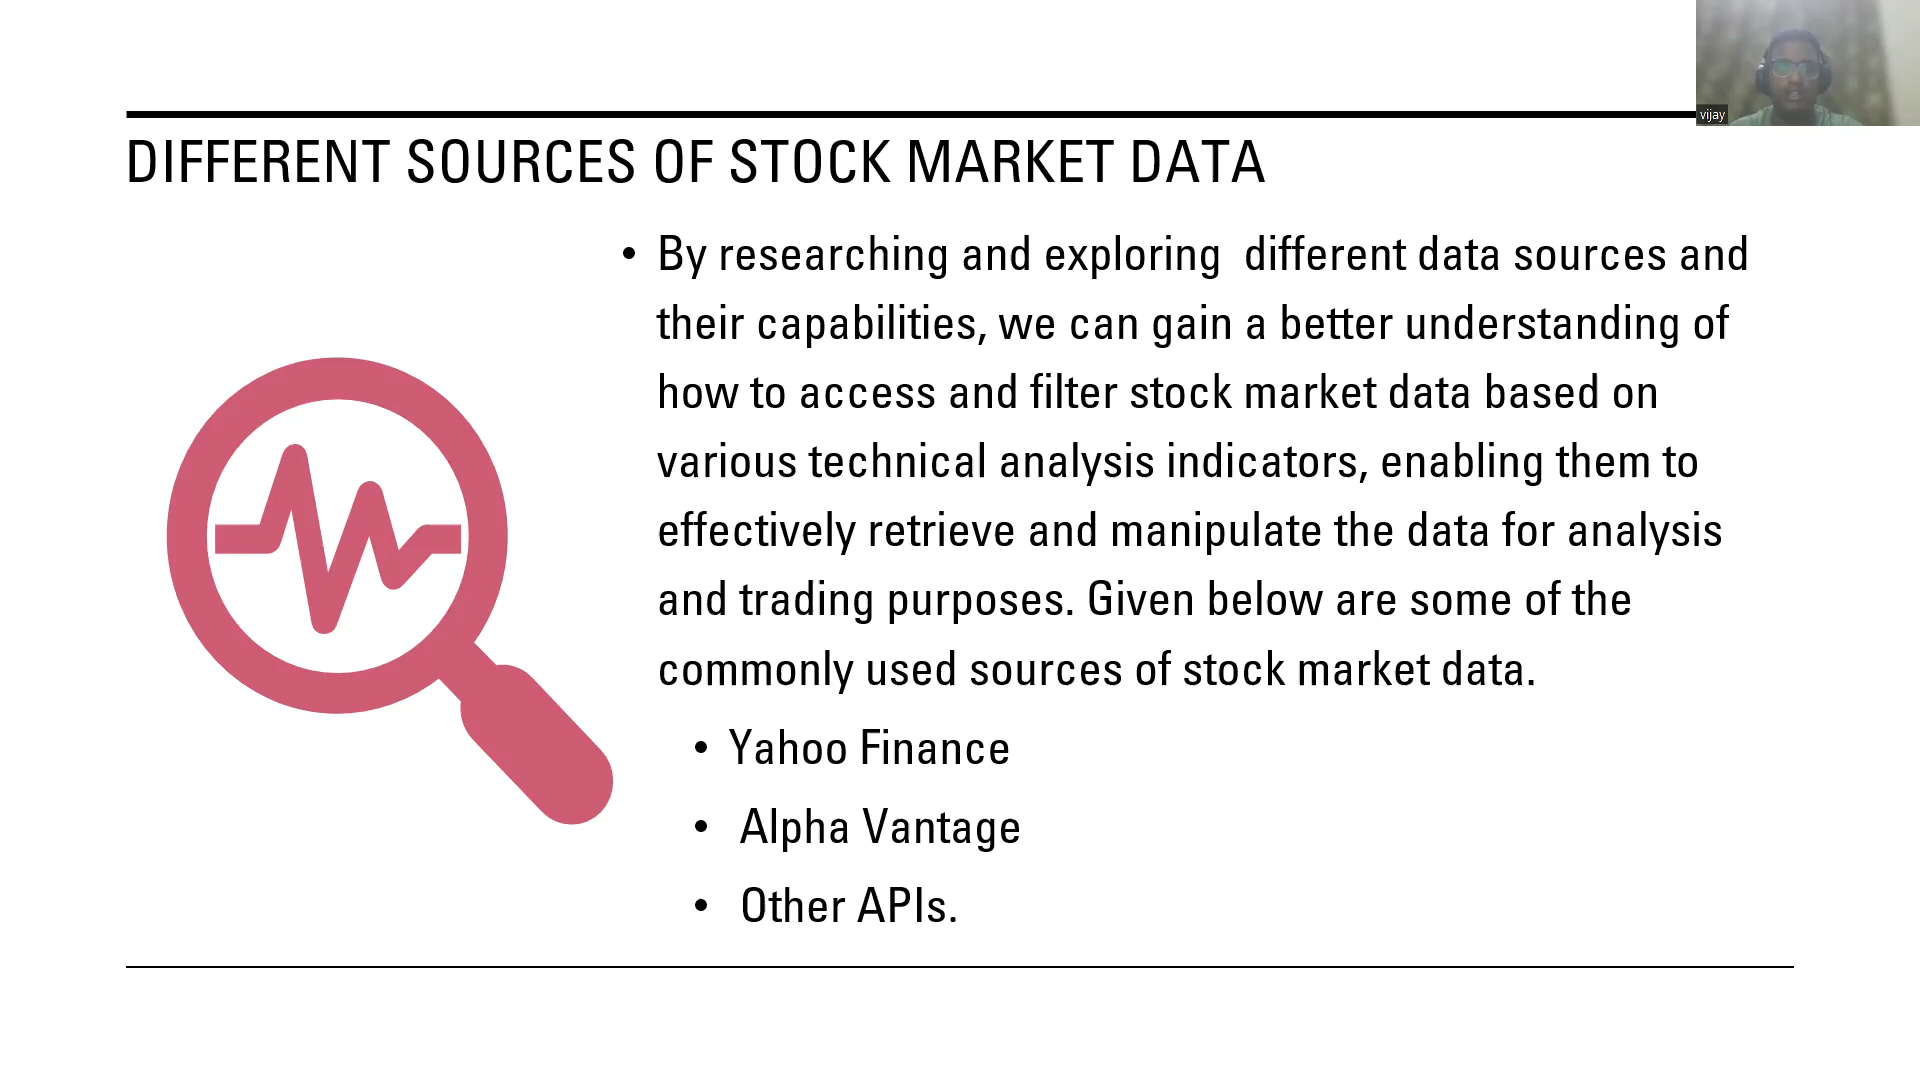 vijay
DIFFERENT SOURCES OF STOCK MARKET DATA
• By researching and exploring  different data sources and
their capabilities, we can gain a better understanding of
how to access and filter stock market data based on
various technical analysis indicators, enabling them to
effectively retrieve and manipulate the data for analysis
and trading purposes. Given below are some of the
commonly used sources of stock market data.
• Yahoo Finance
• Alpha Vantage
• Other APIs.